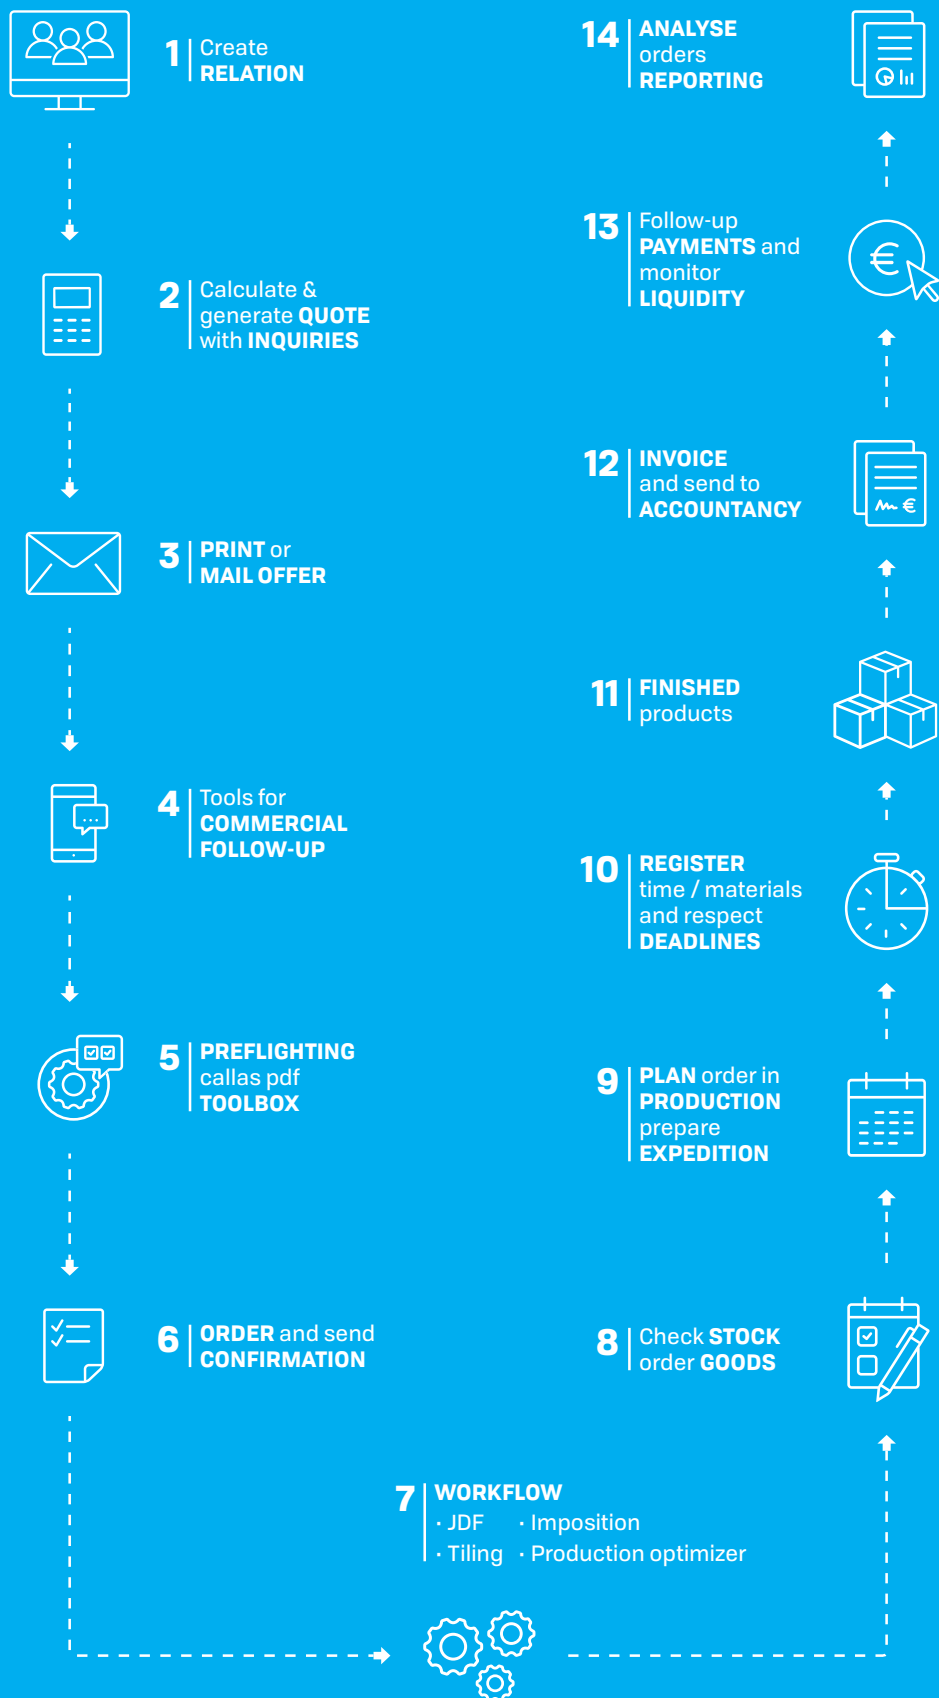 1
Create
RELATION
2
Calculate &
generate QUOTE
with INQUIRIES
3
PRINT or
MAIL OFFER
4
Tools for
COMMERCIAL
FOLLOW-UP
5
PREFLIGHTING
callas pdf
TOOLBOX
6
ORDER and send
CONFIRMATION
7
WORKFLOW
· JDF · Imposition
· Tiling · Production optimizer
8
Check STOCK
order GOODS
9
PLAN order in
PRODUCTION
prepare
EXPEDITION
10
REGISTER
time / materials
and respect
DEADLINES
11
FINISHED
products
12
INVOICE
and send to
ACCOUNTANCY
€
13
Follow-up
PAYMENTS and
monitor
LIQUIDITY
€
14
ANALYSE
orders
REPORTING